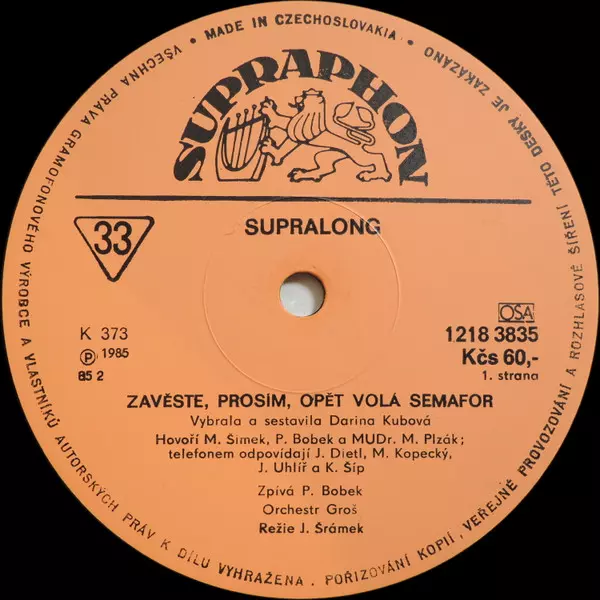 • MADE IN CZECHOSLOVAKIA •
VŠECHNA PRÁVA GRAMOFONOVÉHO VÝROBCE A VLASTNÍKŮ AUTORSKÝCH PRÁV K DÍLU VYHRAŽENA. POŘIZOVÁNÍ KOPIÍ, VEŘEJNÉ PROVOZOVÁNÍ A ROZHLASOVÉ ŠÍŘENÍ TÉTO DESKY JE ZAKÁZÁNO
SUPRAPHON
33
SUPRALONG
K 373
Ⓟ 1985
85 2
OSA
1218 3835
Kčs 60,-
1. strana
ZAVĚSTE, PROSÍM, OPĚT VOLÁ SEMAFOR
Vybrala a sestavila Darina Kubová
Hovoří M. Šimek, P. Bobek a MUDr. M. Plzák;
telefonem odpovídají J. Dietl, M. Kopecký,
J. Uhlíř a K. Šíp
Zpívá P. Bobek
Orchestr Groš
Režie J. Šrámek